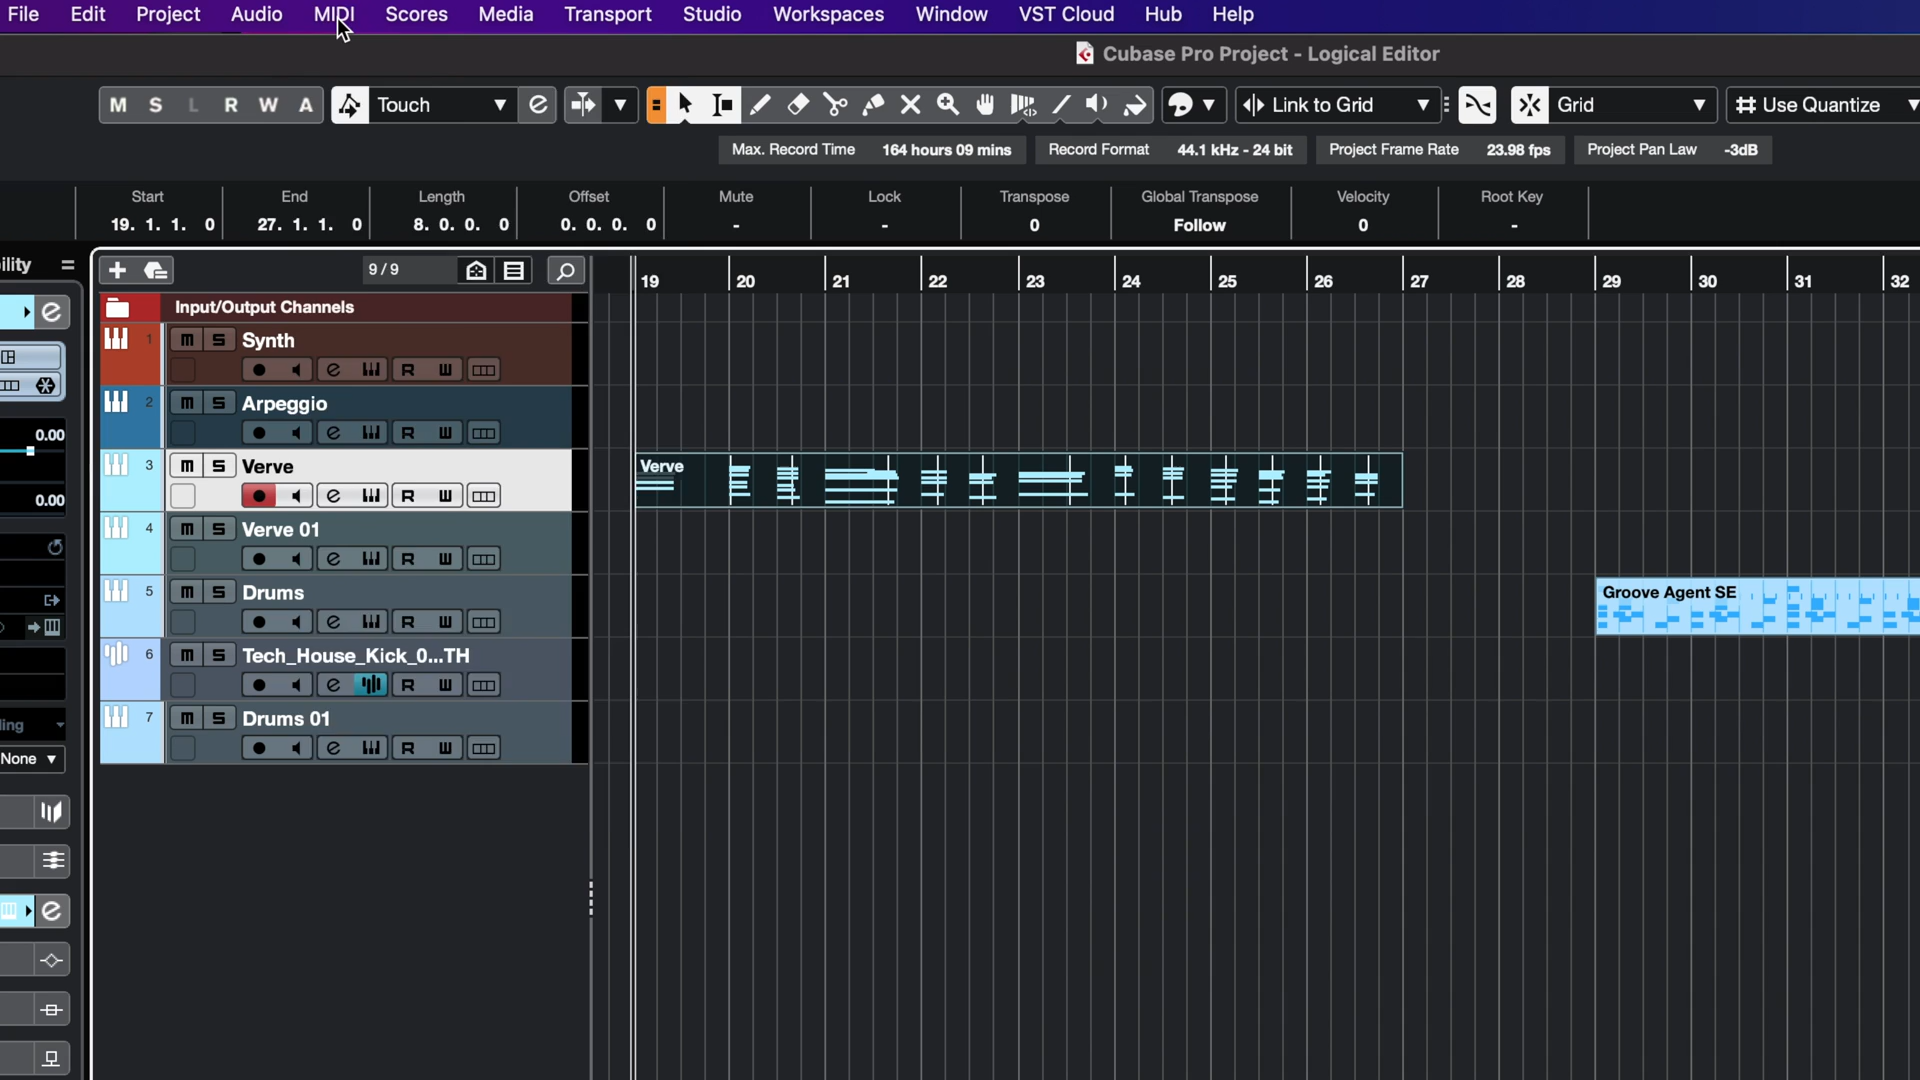 File Edit Project Audio MIDI Scores Media Transport Studio Workspaces Window VST Cloud Hub Help
Cubase Pro Project - Logical Editor
M S L R W A Touch e Link to Grid Grid Use Quantize
Max. Record Time 164 hours 09 mins Record Format 44.1 kHz - 24 bit Project Frame Rate 23.98 fps Project Pan Law -3dB
Start End Length Offset Mute Lock Transpose Global Transpose Velocity Root Key
19. 1. 1. 0 27. 1. 1. 0 8. 0. 0. 0 0. 0. 0. 0 - - 0 Follow 0 -
ility 9/9 19 20 21 22 23 24 25 26 27 28 29 30 31 32
Input/Output Channels
1 m S Synth
e R W
2 m S Arpeggio
e R W
0.00
3 m S Verve Verve
e R W
0.00
4 m S Verve 01
e R W
5 m S Drums Groove Agent SE
e R W
6 m S Tech_House_Kick_0...TH
e R W
7 m S Drums 01
ling
e R W
None